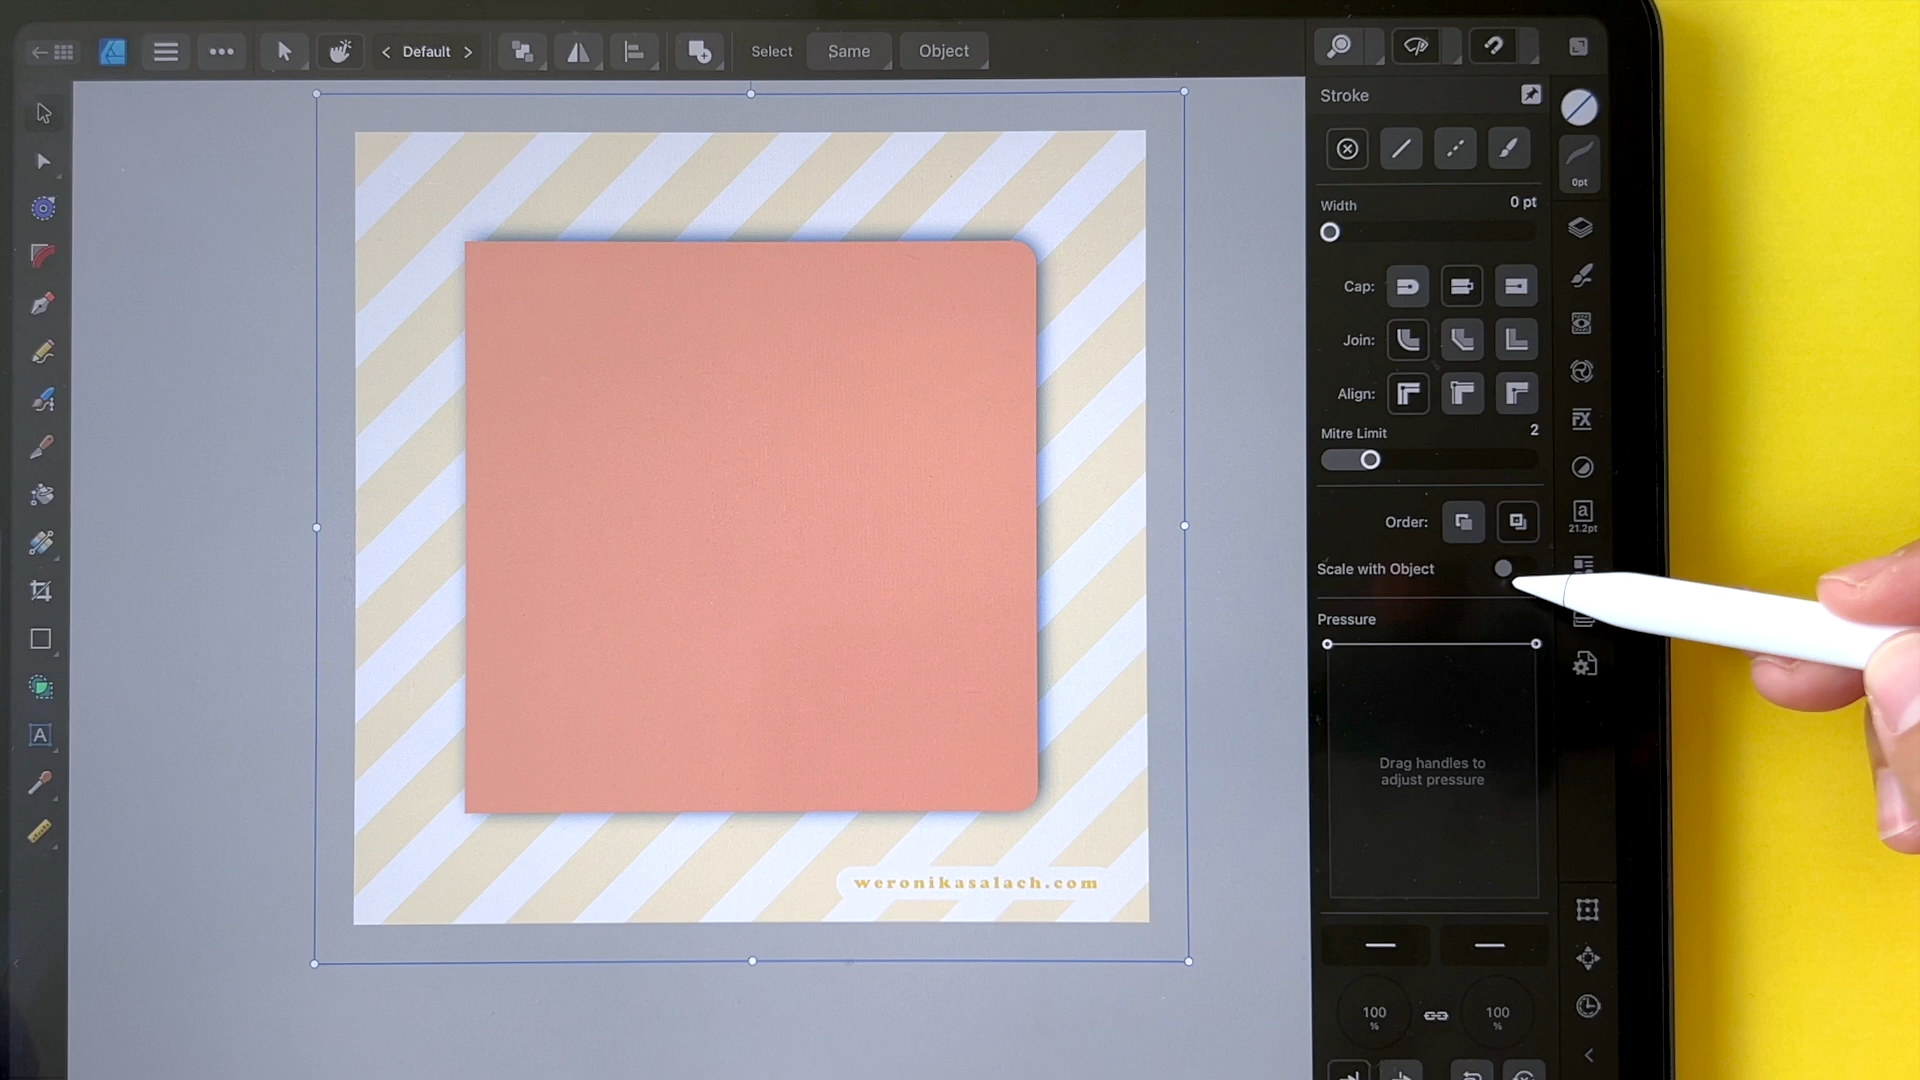 Default
Select
Same
Object
Stroke
0pt
Width
0 pt
Cap:
Join:
Align:
Mitre Limit
2
Order:
a
21.2pt
FX
Scale with Object
Pressure
Drag handles to
adjust pressure
A
weronikasalach.com
100
%
100
%